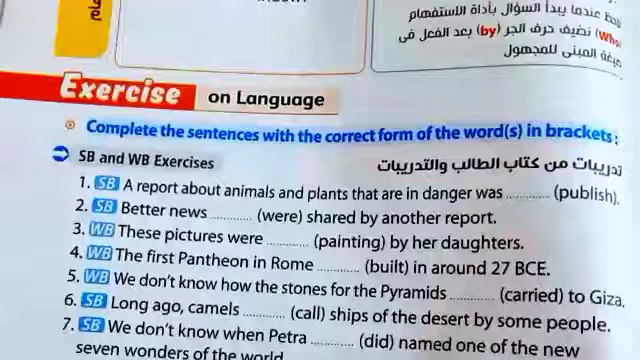 لاحظ عندما يبدأ السؤال بأداة الاستفهام
(Who) نضيف حرف الجر (by) بعد الفعل فى
صيغة المبنى للمجهول
Exercise on Language
Complete the sentences with the correct form of the word(s) in brackets:
SB and WB Exercises تدريبات من كتاب الطالب والتدريبات
1. SB A report about animals and plants that are in danger was ............ (publish).
2. SB Better news ............ (were) shared by another report.
3. WB These pictures were ............ (painting) by her daughters.
4. WB The first Pantheon in Rome ............ (built) in around 27 BCE.
5. WB We don't know how the stones for the Pyramids ............ (carried) to Giza.
6. SB Long ago, camels ............ (call) ships of the desert by some people.
7. SB We don't know when Petra ............ (did) named one of the new
seven wonders of the world.